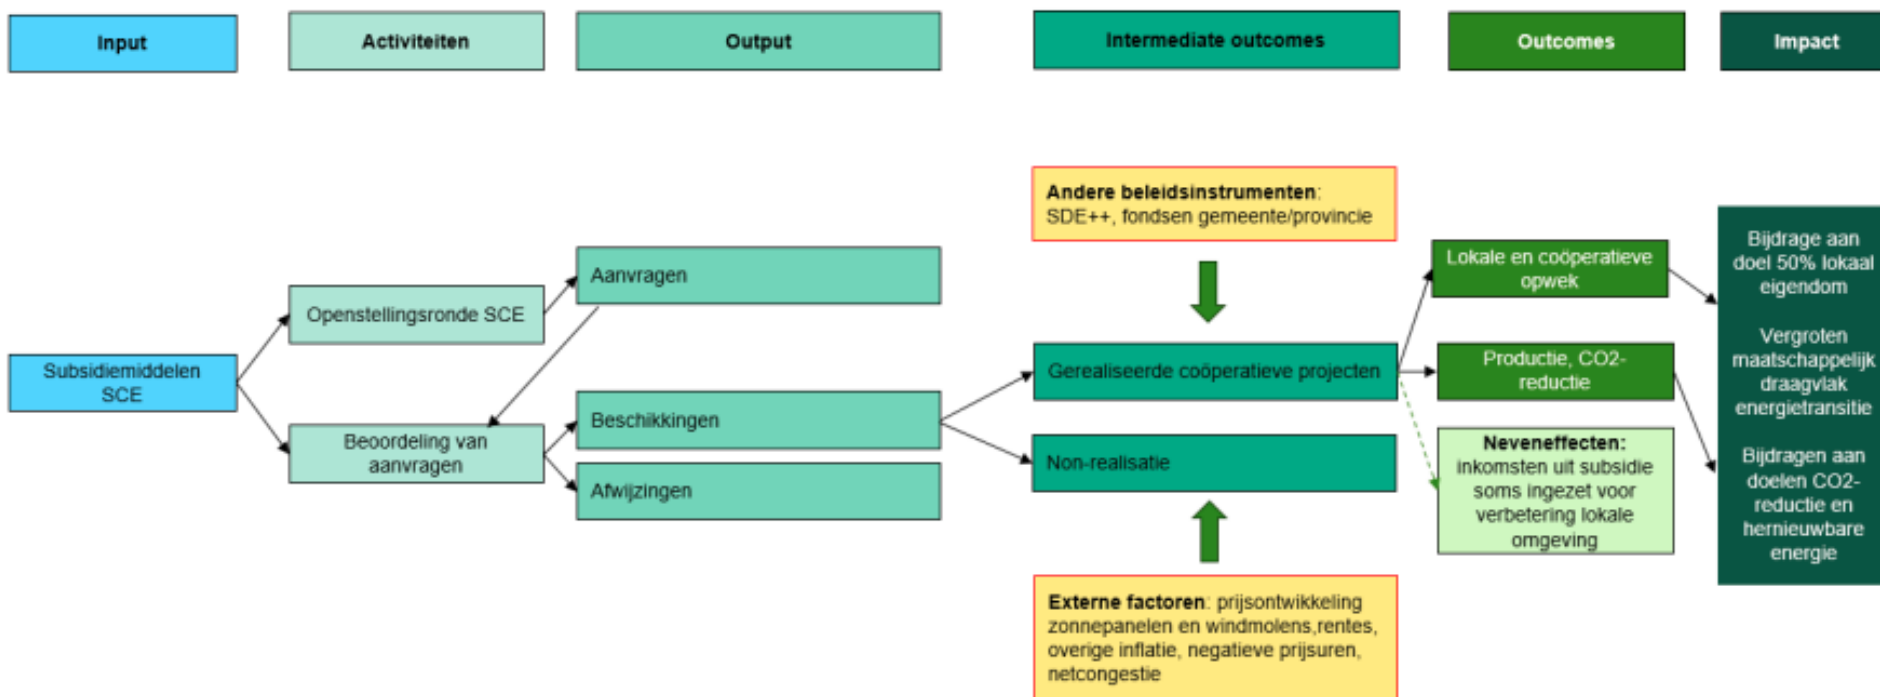 Input
Activiteiten
Output
Intermediate outcomes
Outcomes
Impact
Subsidiemiddelen
SCE
Openstellingsronde SCE
Beoordeling van
aanvragen
Aanvragen
Beschikkingen
Afwijzingen
Andere beleidsinstrumenten:
SDE++, fondsen gemeente/provincie
Gerealiseerde coöperatieve projecten
Non-realisatie
Externe factoren: prijsontwikkeling
zonnepanelen en windmolens,rentes,
overige inflatie, negatieve prijsuren,
netcongestie
Lokale en coöperatieve
opwek
Productie, CO2-
reductie
Neveneffecten:
inkomsten uit subsidie
soms ingezet voor
verbetering lokale
omgeving
Bijdrage aan
doel 50% lokaal
eigendom
Vergroten
maatschappelijk
draagvlak
energietransitie
Bijdragen aan
doelen CO2-
reductie en
hernieuwbare
energie